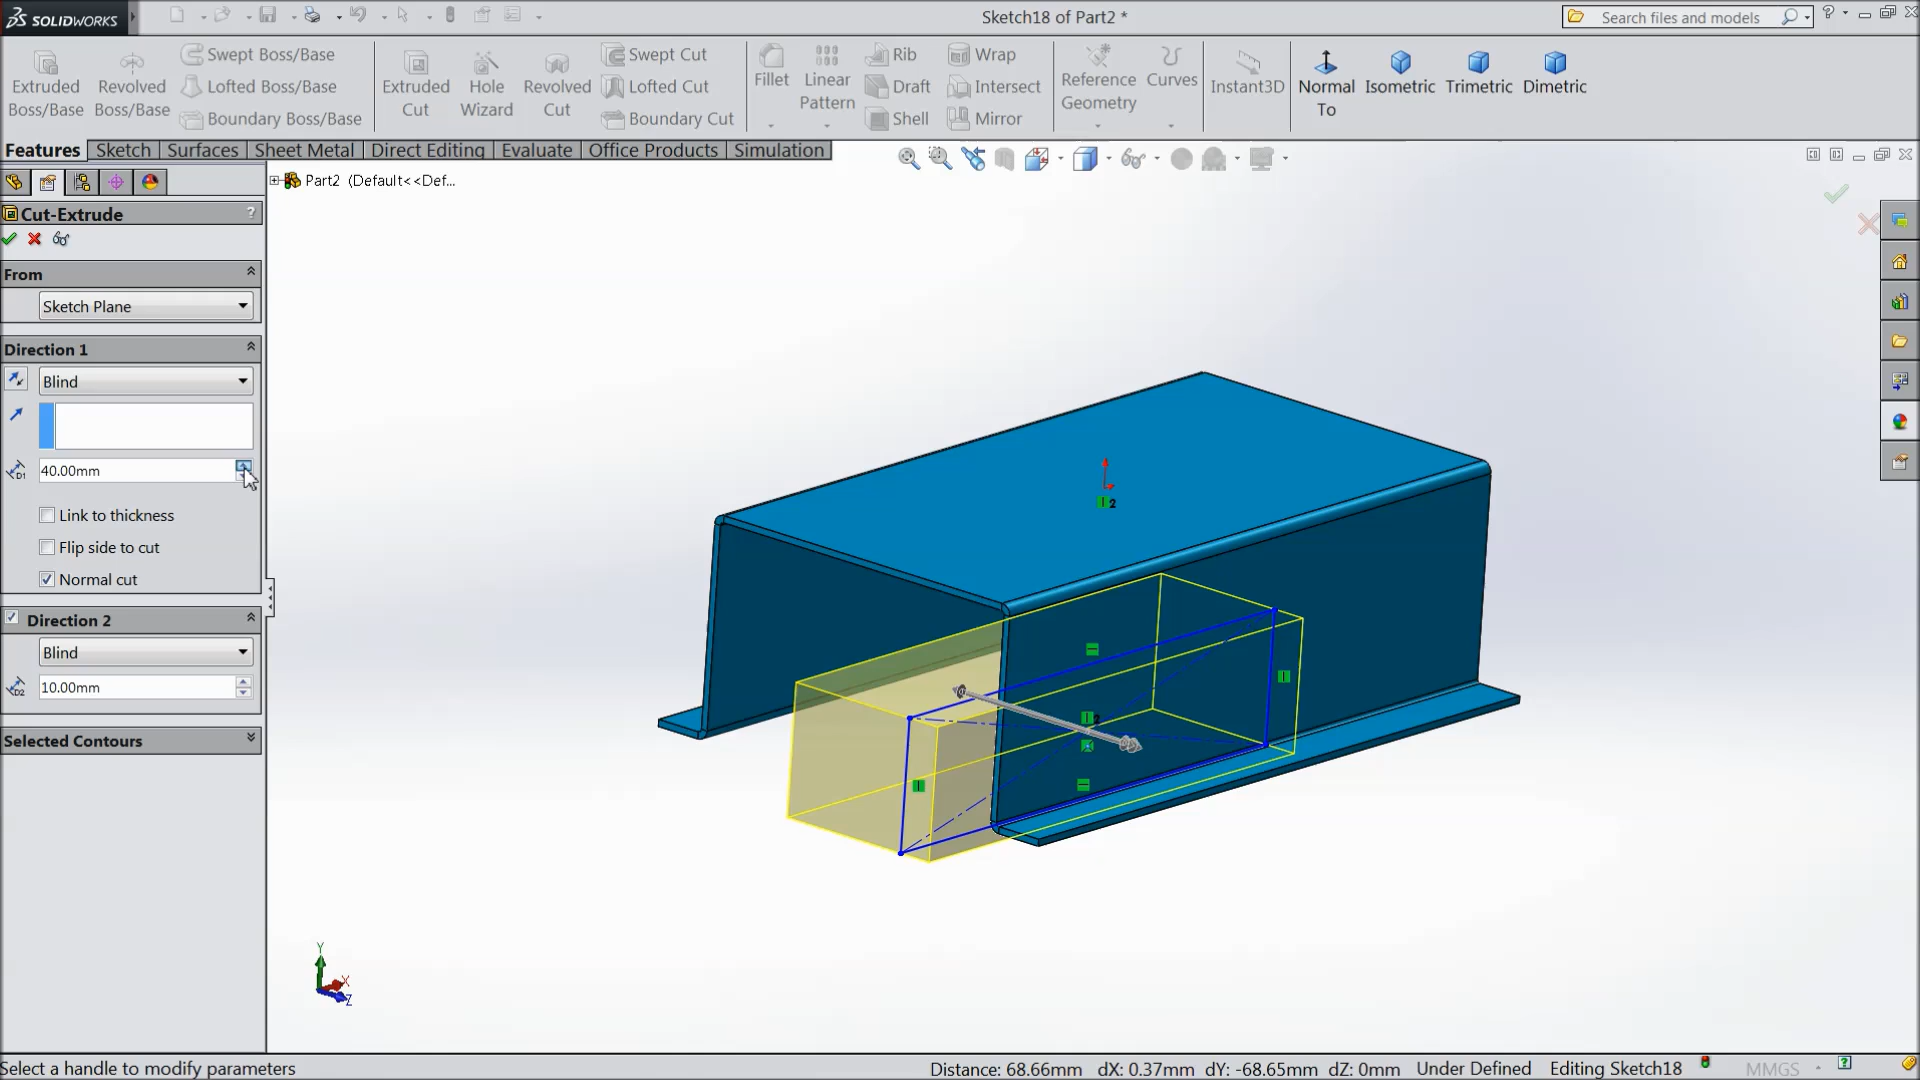 SOLIDWORKS
Sketch18 of Part2 *
Search files and models
Extruded Boss/Base
Revolved Boss/Base
Swept Boss/Base
Lofted Boss/Base
Boundary Boss/Base
Extruded Cut
Hole Wizard
Revolved Cut
Swept Cut
Lofted Cut
Boundary Cut
Fillet
Linear Pattern
Rib
Draft
Shell
Wrap
Intersect
Mirror
Reference Geometry
Curves
Instant3D
Normal To
Isometric
Trimetric
Dimetric
Features
Sketch
Surfaces
Sheet Metal
Direct Editing
Evaluate
Office Products
Simulation
Part2 (Default<<Def...
Cut-Extrude
?
From
Sketch Plane
Direction 1
Blind
D1
40.00mm
Link to thickness
Flip side to cut
Normal cut
Direction 2
Blind
D2
10.00mm
Selected Contours
2
2
Y
X
Z
Select a handle to modify parameters
Distance: 68.66mm dX: 0.37mm dY: -68.65mm dZ: 0mm Under Defined Editing Sketch18 MMGS